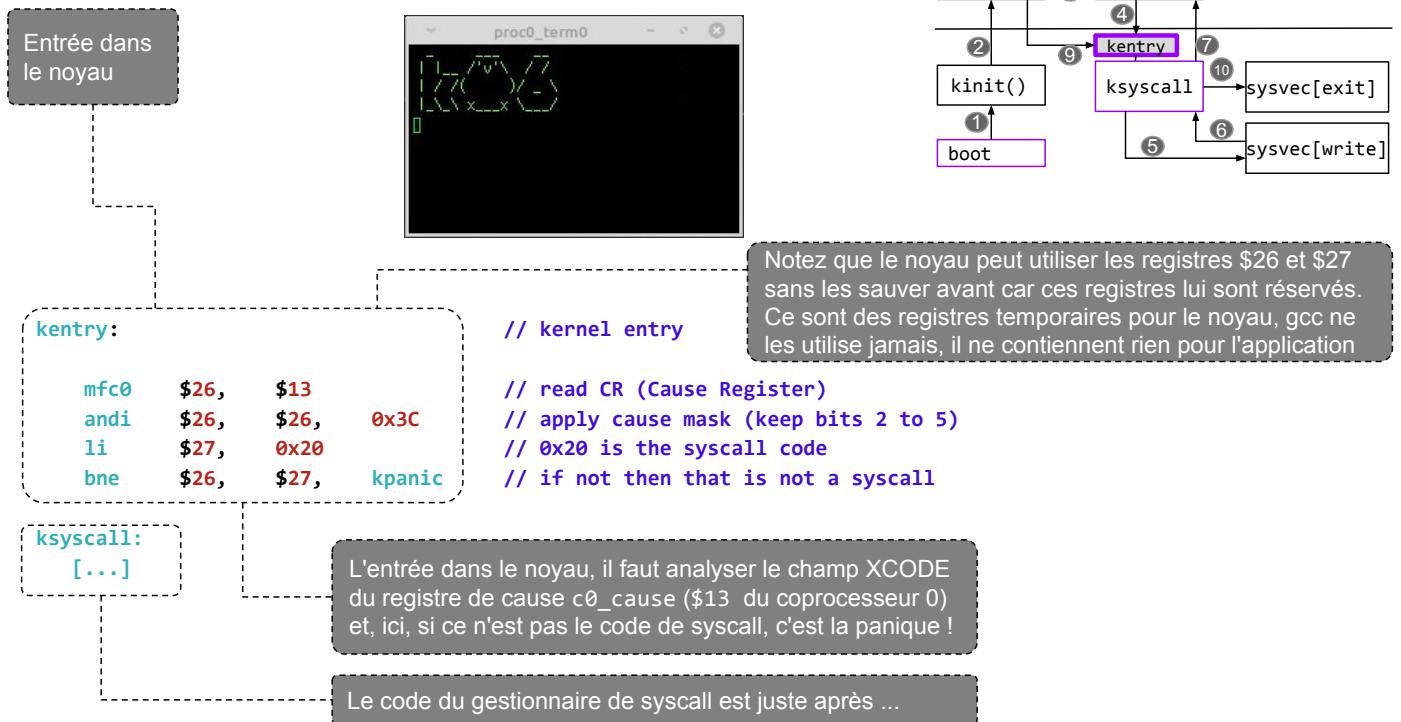 Entrée dans
le noyau
proc0_term0
4
2
9
kentry
7
kinit()
ksyscall
10
sysvec[exit]
1
6
boot
5
sysvec[write]
Notez que le noyau peut utiliser les registres $26 et $27
sans les sauver avant car ces registres lui sont réservés.
Ce sont des registres temporaires pour le noyau, gcc ne
les utilise jamais, il ne contiennent rien pour l'application
kentry: // kernel entry
mfc0 $26, $13 // read CR (Cause Register)
andi $26, $26, 0x3C // apply cause mask (keep bits 2 to 5)
li $27, 0x20 // 0x20 is the syscall code
bne $26, $27, kpanic // if not then that is not a syscall
ksyscall:
[...]
L'entrée dans le noyau, il faut analyser le champ XCODE
du registre de cause c0_cause ($13 du coprocesseur 0)
et, ici, si ce n'est pas le code de syscall, c'est la panique !
Le code du gestionnaire de syscall est juste après ...